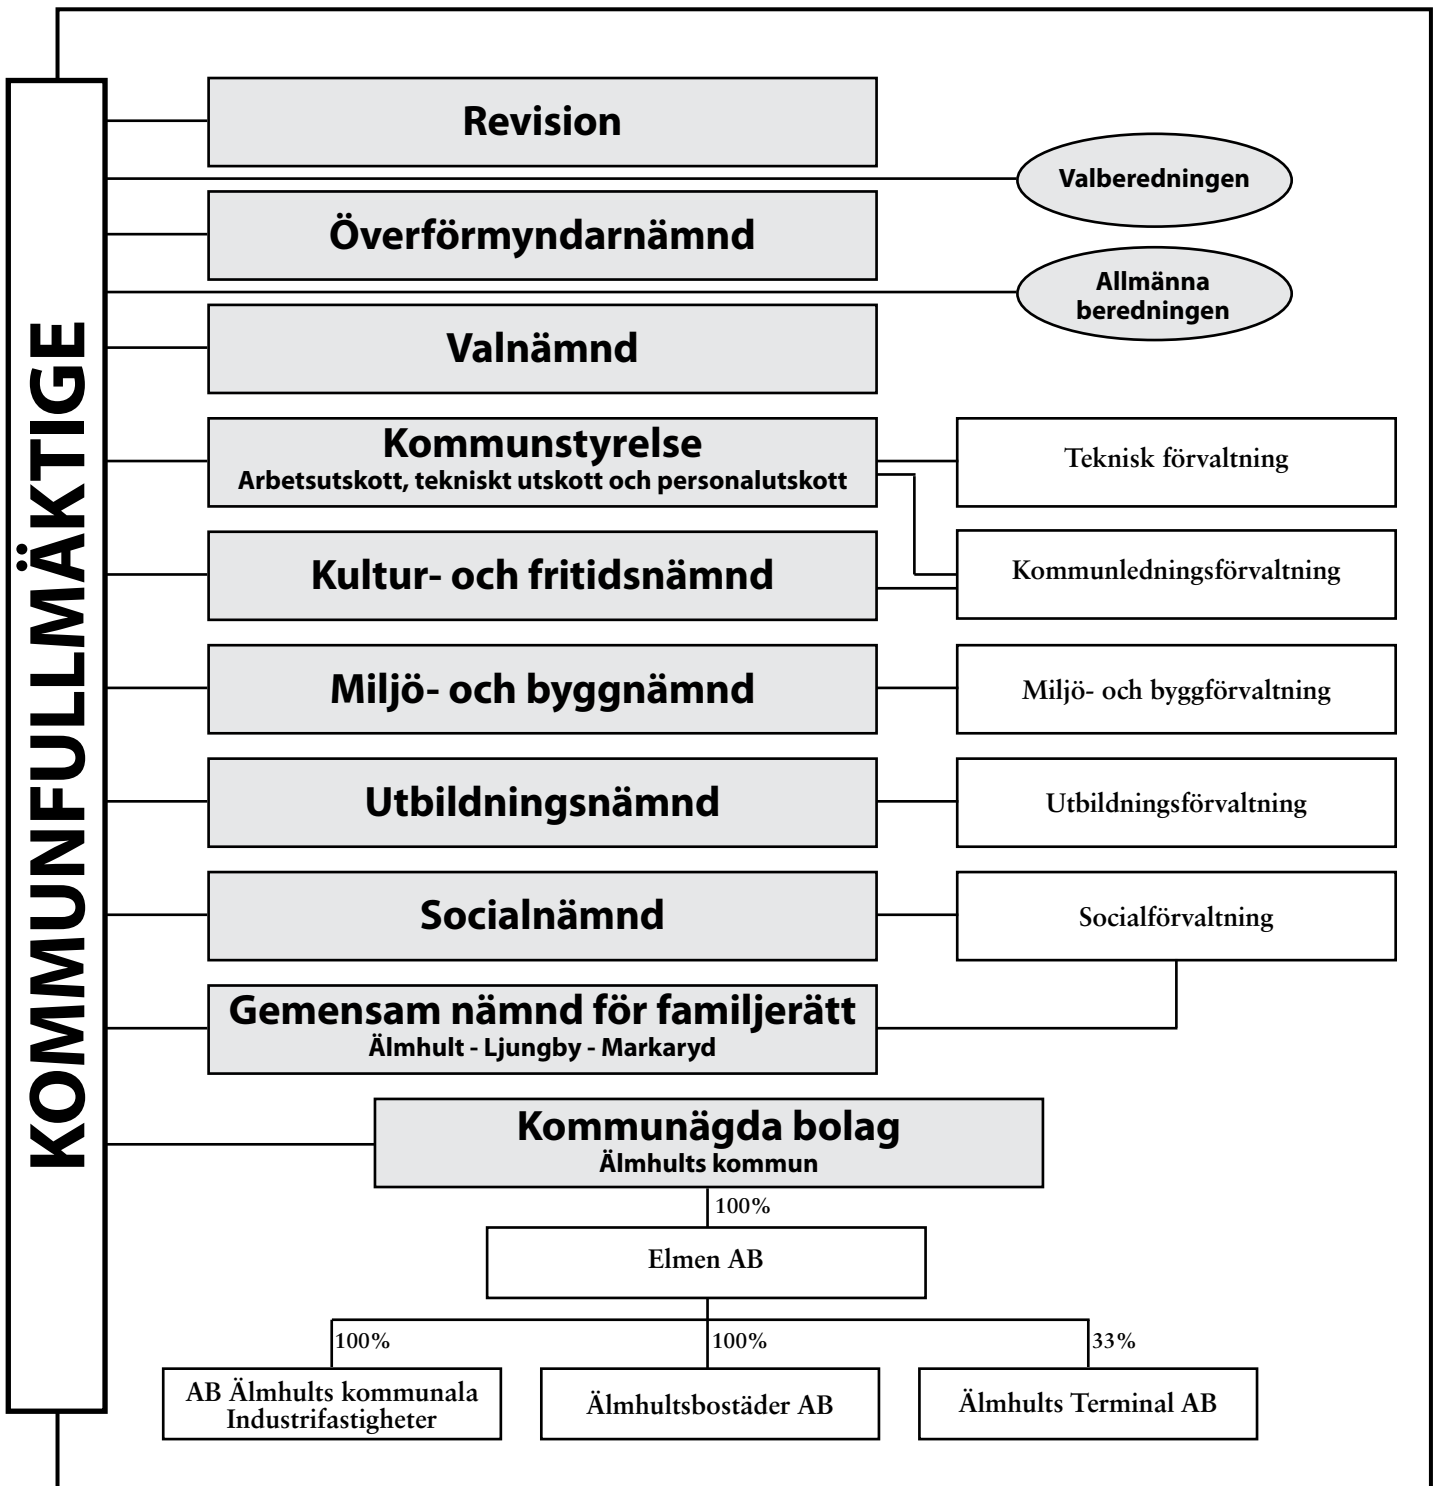 KOMMUNFULLMÄKTIGE
Revision
Valberedningen
Överförmyndarnämnd
Allmänna
beredningen
Valnämnd
Kommunstyrelse
Arbetsutskott, tekniskt utskott och personalutskott
Teknisk förvaltning
Kultur- och fritidsnämnd
Kommunledningsförvaltning
Miljö- och byggnämnd
Miljö- och byggförvaltning
Utbildningsnämnd
Utbildningsförvaltning
Socialnämnd
Socialförvaltning
Gemensam nämnd för familjerätt
Älmhult - Ljungby - Markaryd
Kommunägda bolag
Älmhults kommun
100%
Elmen AB
100%
100%
33%
AB Älmhults kommunala
Industrifastigheter
Älmhultsbostäder AB
Älmhults Terminal AB